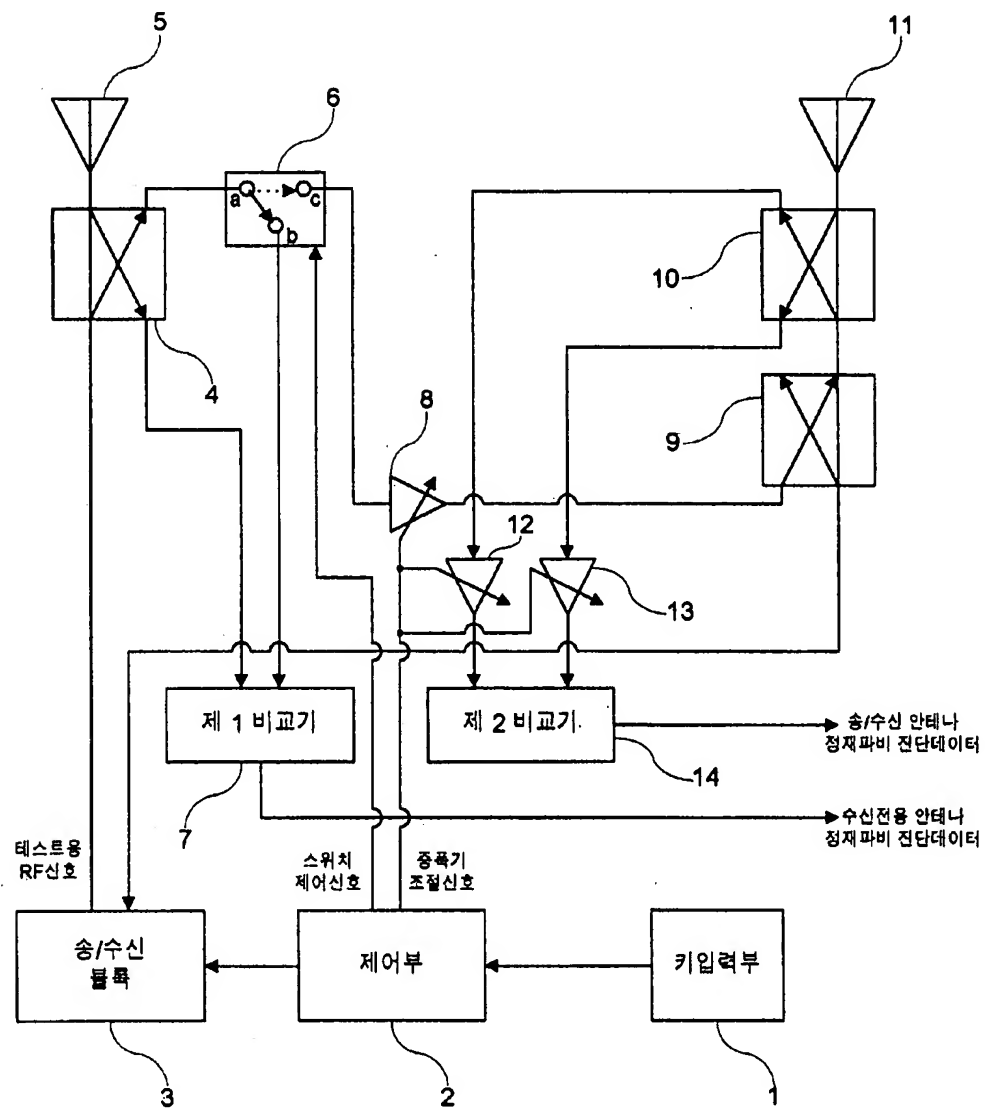 5
11
6
a
c
b
10
4
8
9
12
13
제 1 비교기
제 2 비교기
송/수신 안테나
정재파비 진단데이터
14
7
수신전용 안테나
정재파비 진단데이터
테스트용
RF신호
스위치
제어신호
증폭기
조절신호
송/수신
블록
제어부
키입력부
3
2
1